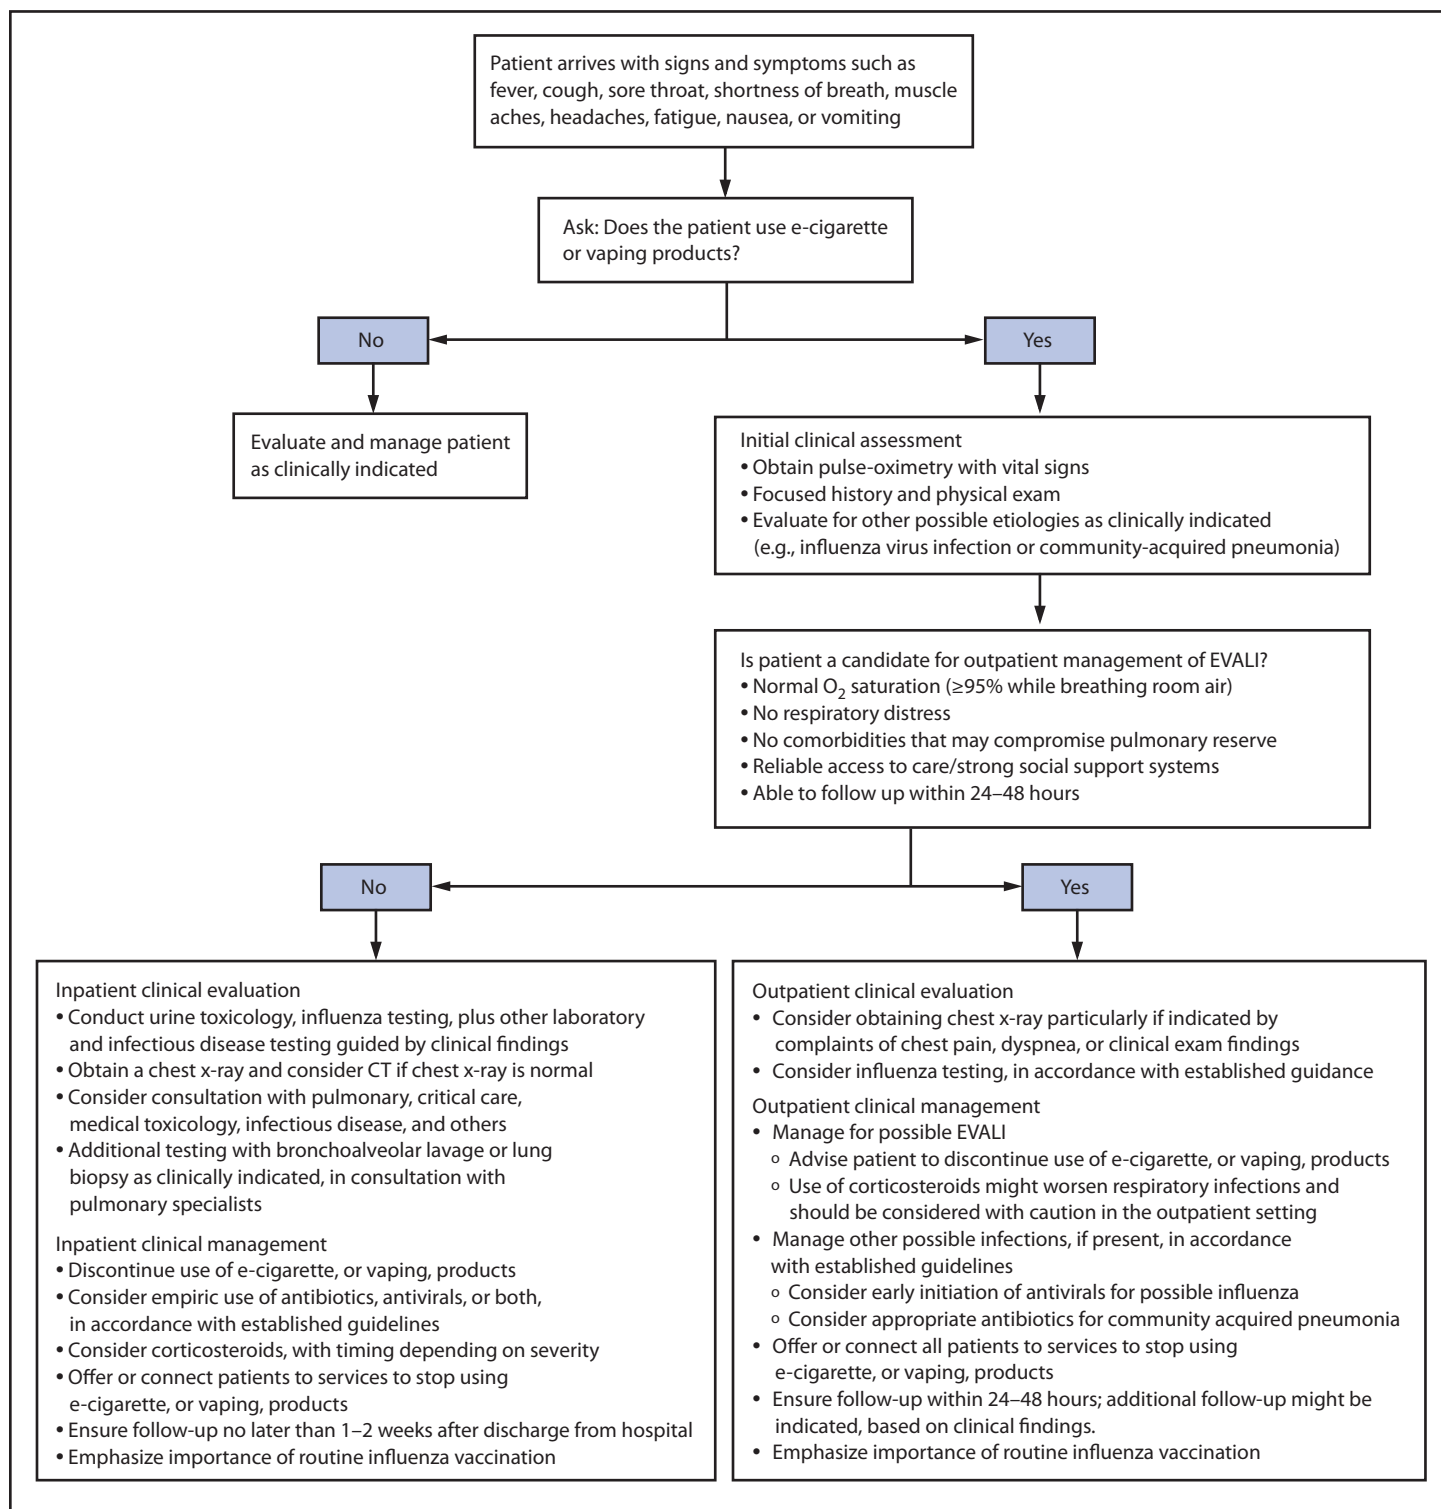 Patient arrives with signs and symptoms such as
fever, cough, sore throat, shortness of breath, muscle
aches, headaches, fatigue, nausea, or vomiting
Ask: Does the patient use e-cigarette
or vaping products?
No
Yes
Evaluate and manage patient
as clinically indicated
Initial clinical assessment
• Obtain pulse-oximetry with vital signs
• Focused history and physical exam
• Evaluate for other possible etiologies as clinically indicated
(e.g., influenza virus infection or community-acquired pneumonia)
Is patient a candidate for outpatient management of EVALI?
• Normal O₂ saturation (≥95% while breathing room air)
• No respiratory distress
• No comorbidities that may compromise pulmonary reserve
• Reliable access to care/strong social support systems
• Able to follow up within 24–48 hours
No
Yes
Inpatient clinical evaluation
• Conduct urine toxicology, influenza testing, plus other laboratory
and infectious disease testing guided by clinical findings
• Obtain a chest x-ray and consider CT if chest x-ray is normal
• Consider consultation with pulmonary, critical care,
medical toxicology, infectious disease, and others
• Additional testing with bronchoalveolar lavage or lung
biopsy as clinically indicated, in consultation with
pulmonary specialists
Inpatient clinical management
• Discontinue use of e-cigarette, or vaping, products
• Consider empiric use of antibiotics, antivirals, or both,
in accordance with established guidelines
• Consider corticosteroids, with timing depending on severity
• Offer or connect patients to services to stop using
e-cigarette, or vaping, products
• Ensure follow-up no later than 1–2 weeks after discharge from hospital
• Emphasize importance of routine influenza vaccination
Outpatient clinical evaluation
• Consider obtaining chest x-ray particularly if indicated by
complaints of chest pain, dyspnea, or clinical exam findings
• Consider influenza testing, in accordance with established guidance
Outpatient clinical management
• Manage for possible EVALI
o Advise patient to discontinue use of e-cigarette, or vaping, products
o Use of corticosteroids might worsen respiratory infections and
should be considered with caution in the outpatient setting
• Manage other possible infections, if present, in accordance
with established guidelines
o Consider early initiation of antivirals for possible influenza
o Consider appropriate antibiotics for community acquired pneumonia
• Offer or connect all patients to services to stop using
e-cigarette, or vaping, products
• Ensure follow-up within 24–48 hours; additional follow-up might be
indicated, based on clinical findings.
• Emphasize importance of routine influenza vaccination